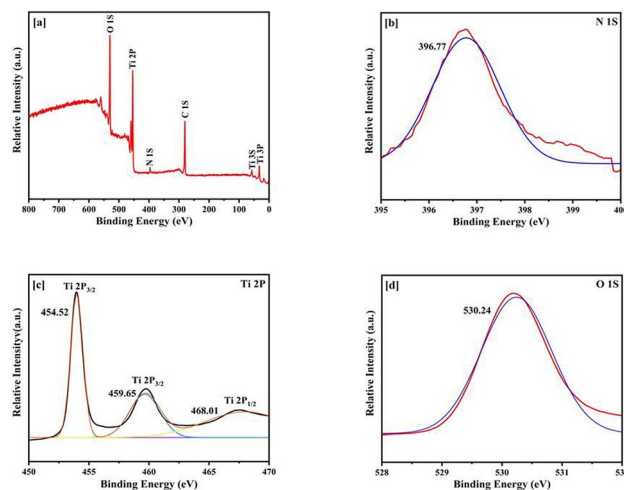 [a]
O 1S
Ti 2P
N 1S
C 1S
Ti 3S
Ti 3P
Relative Intensity (a.u.)
800 700 600 500 400 300 200 100 0
Binding Energy (eV)
[b]
N 1S
396.77
Relative Intensity (a.u.)
395 396 397 398 399 400
Binding Energy (eV)
[c]
Ti 2P
Ti 2P3/2
454.52
Ti 2P3/2
459.65
Ti 2P1/2
468.01
Relative Intensity(a.u.)
450 455 460 465 470
Binding Energy (eV)
[d]
O 1S
530.24
Relative Intensity (a.u.)
528 529 530 531 53
Binding Energy (eV)